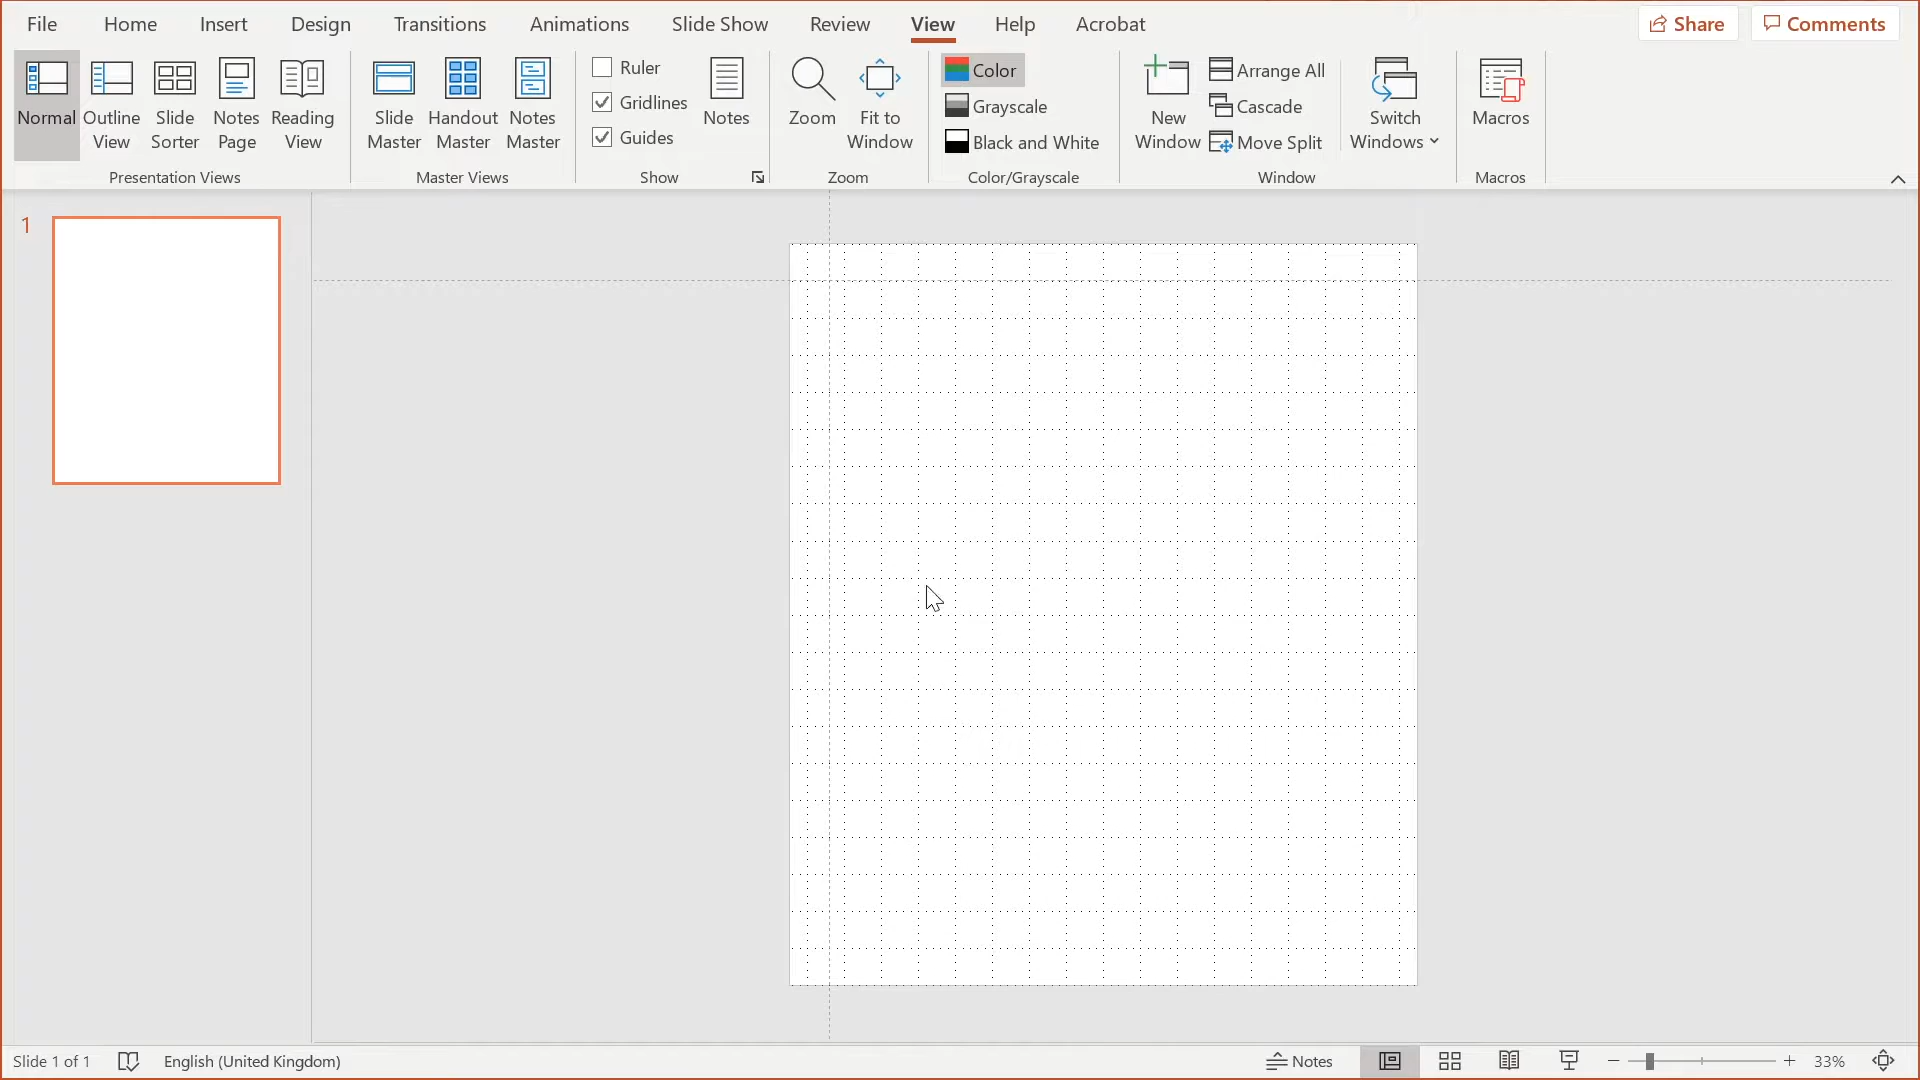 File Home Insert Design Transitions Animations Slide Show Review View Help Acrobat Share Comments
Normal Outline View Slide Sorter Notes Page Reading View
Presentation Views
Slide Master Handout Master Notes Master
Master Views
Ruler
Gridlines
Guides
Notes
Show
Zoom Fit to Window
Zoom
Color
Grayscale
Black and White
Color/Grayscale
New Window
Arrange All
Cascade
Move Split
Switch Windows
Window
Macros
Macros
1
Slide 1 of 1 English (United Kingdom) Notes 33%